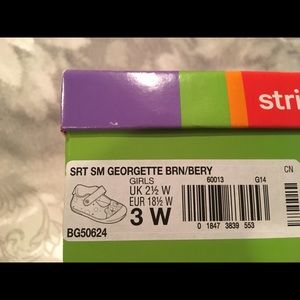 stri
SRT SM GEORGETTE BRN/BERY
GIRLS 60013 G14 CN
UK 2½ W
EUR 18½ W
3 W
BG50624
0 1847 3839 553